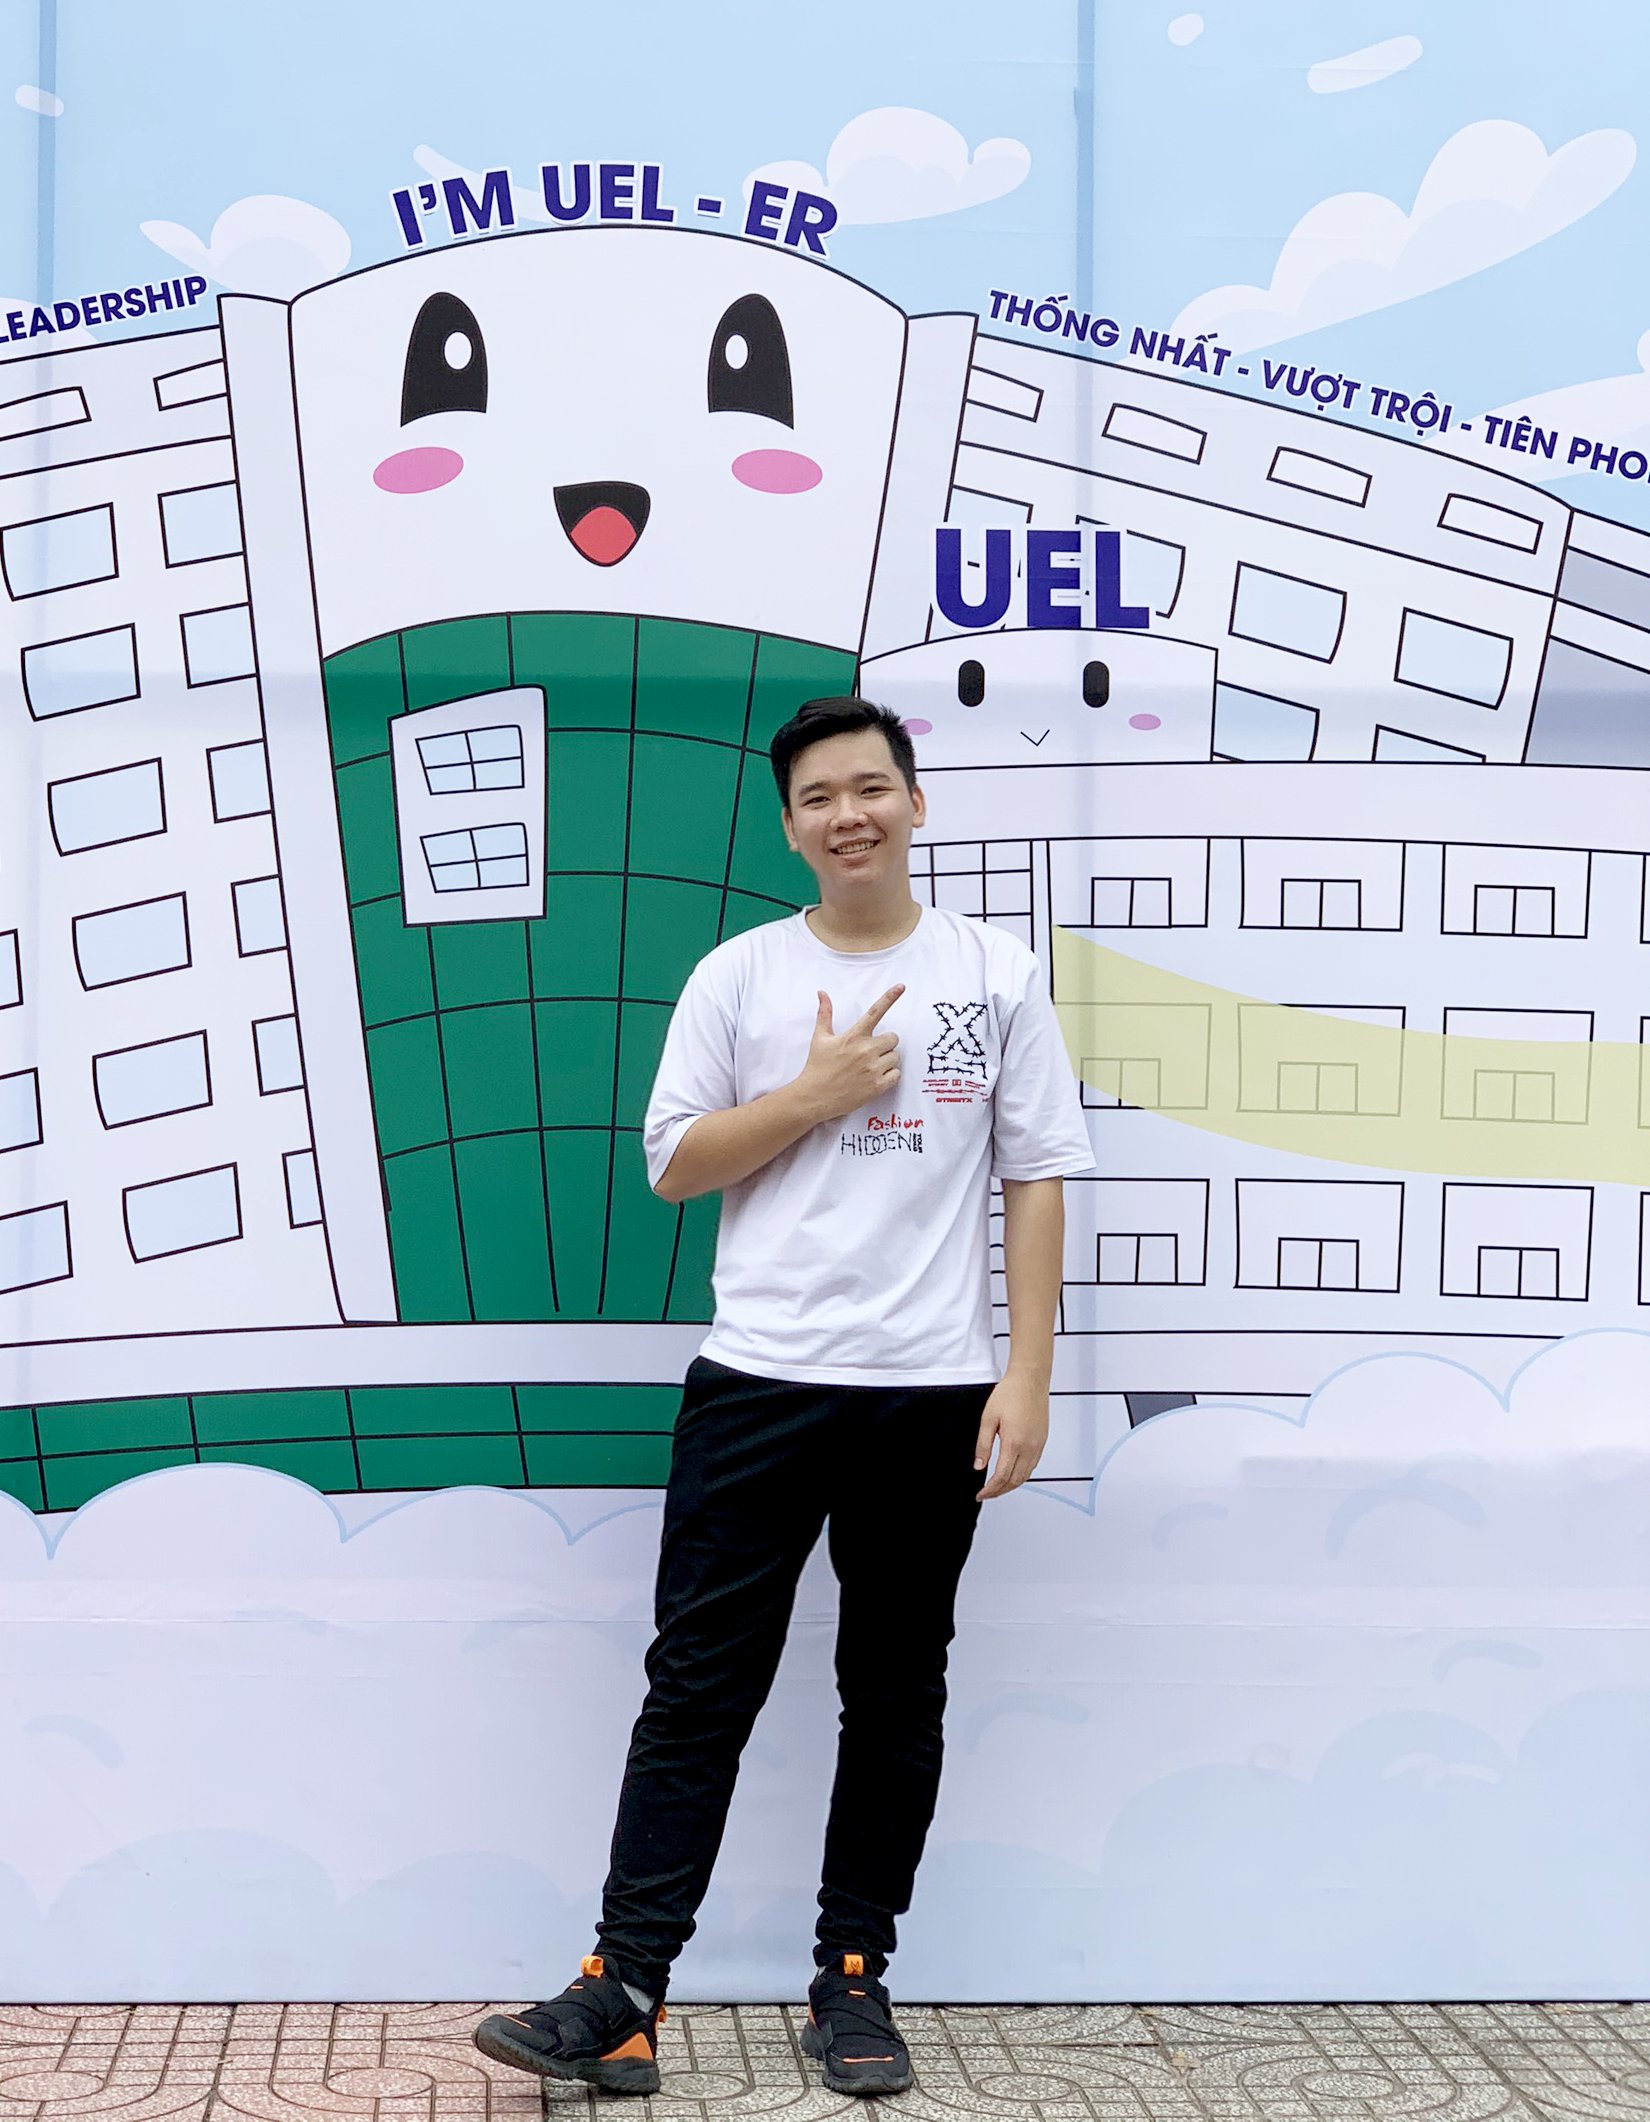 I'M UEL - ER
LEADERSHIP
THỐNG NHẤT - VƯỢT TRỘI - TIÊN PHO
UEL
X
Fashion
HIDDEN